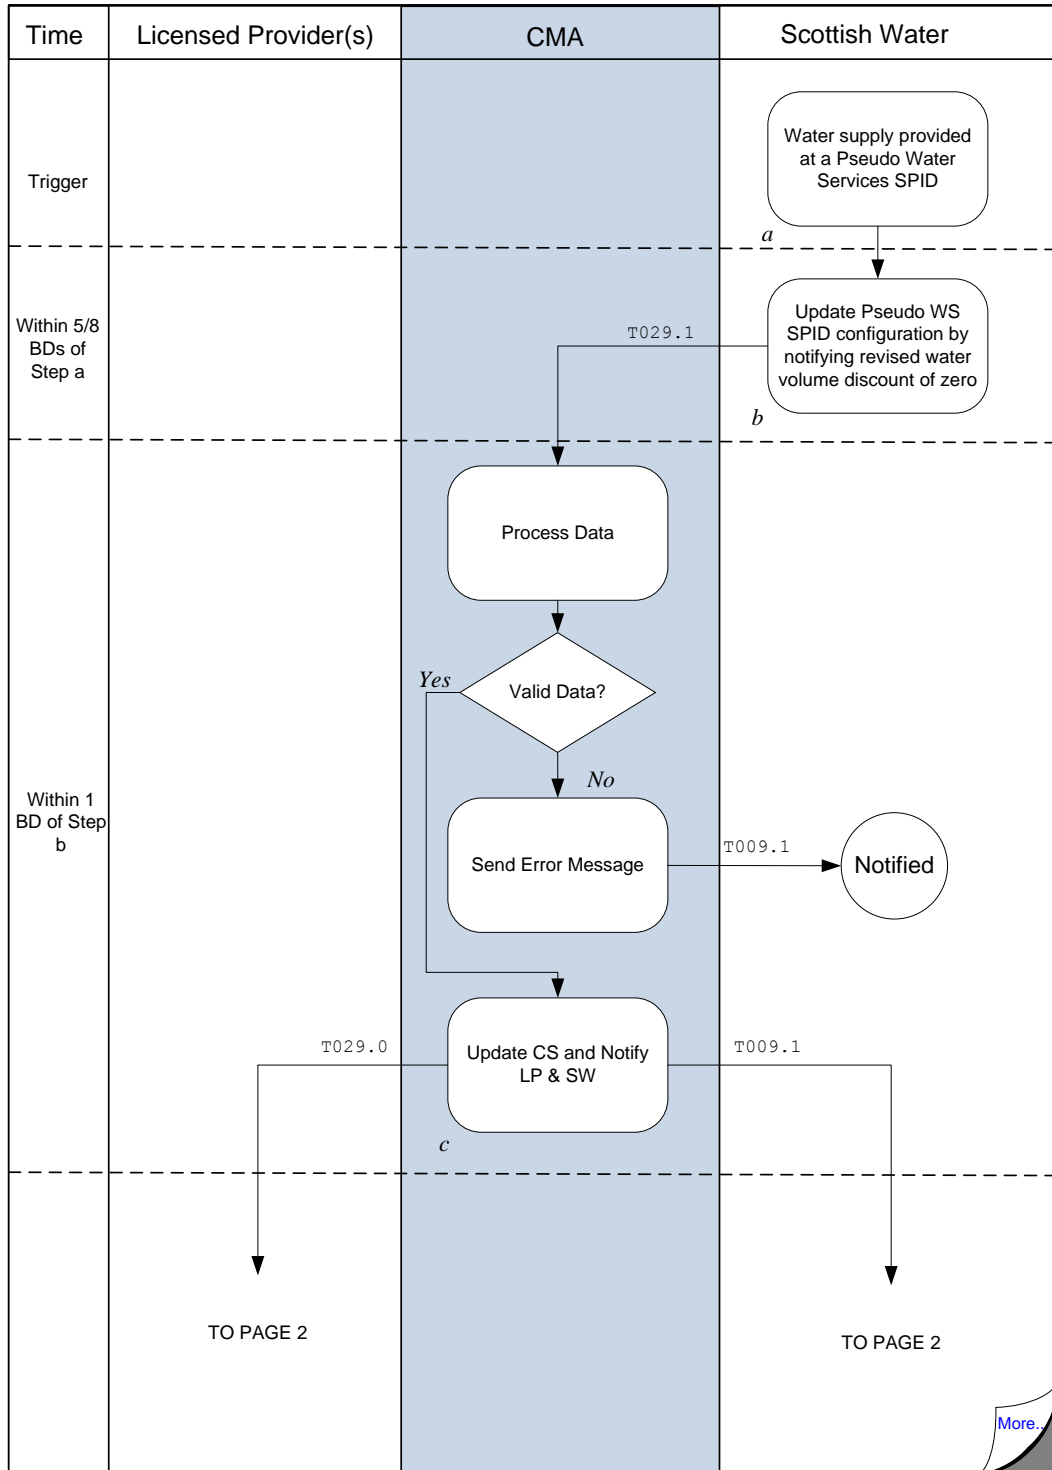 Time
Licensed Provider(s)
CMA
Scottish Water
Trigger
Water supply provided
at a Pseudo Water
Services SPID
a
Within 5/8
BDs of
Step a
T029.1
Update Pseudo WS
SPID configuration by
notifying revised water
volume discount of zero
b
Process Data
Yes
Valid Data?
No
Within 1
BD of Step
b
Send Error Message
T009.1
Notified
T029.0
Update CS and Notify
LP & SW
T009.1
c
TO PAGE 2
TO PAGE 2
More..